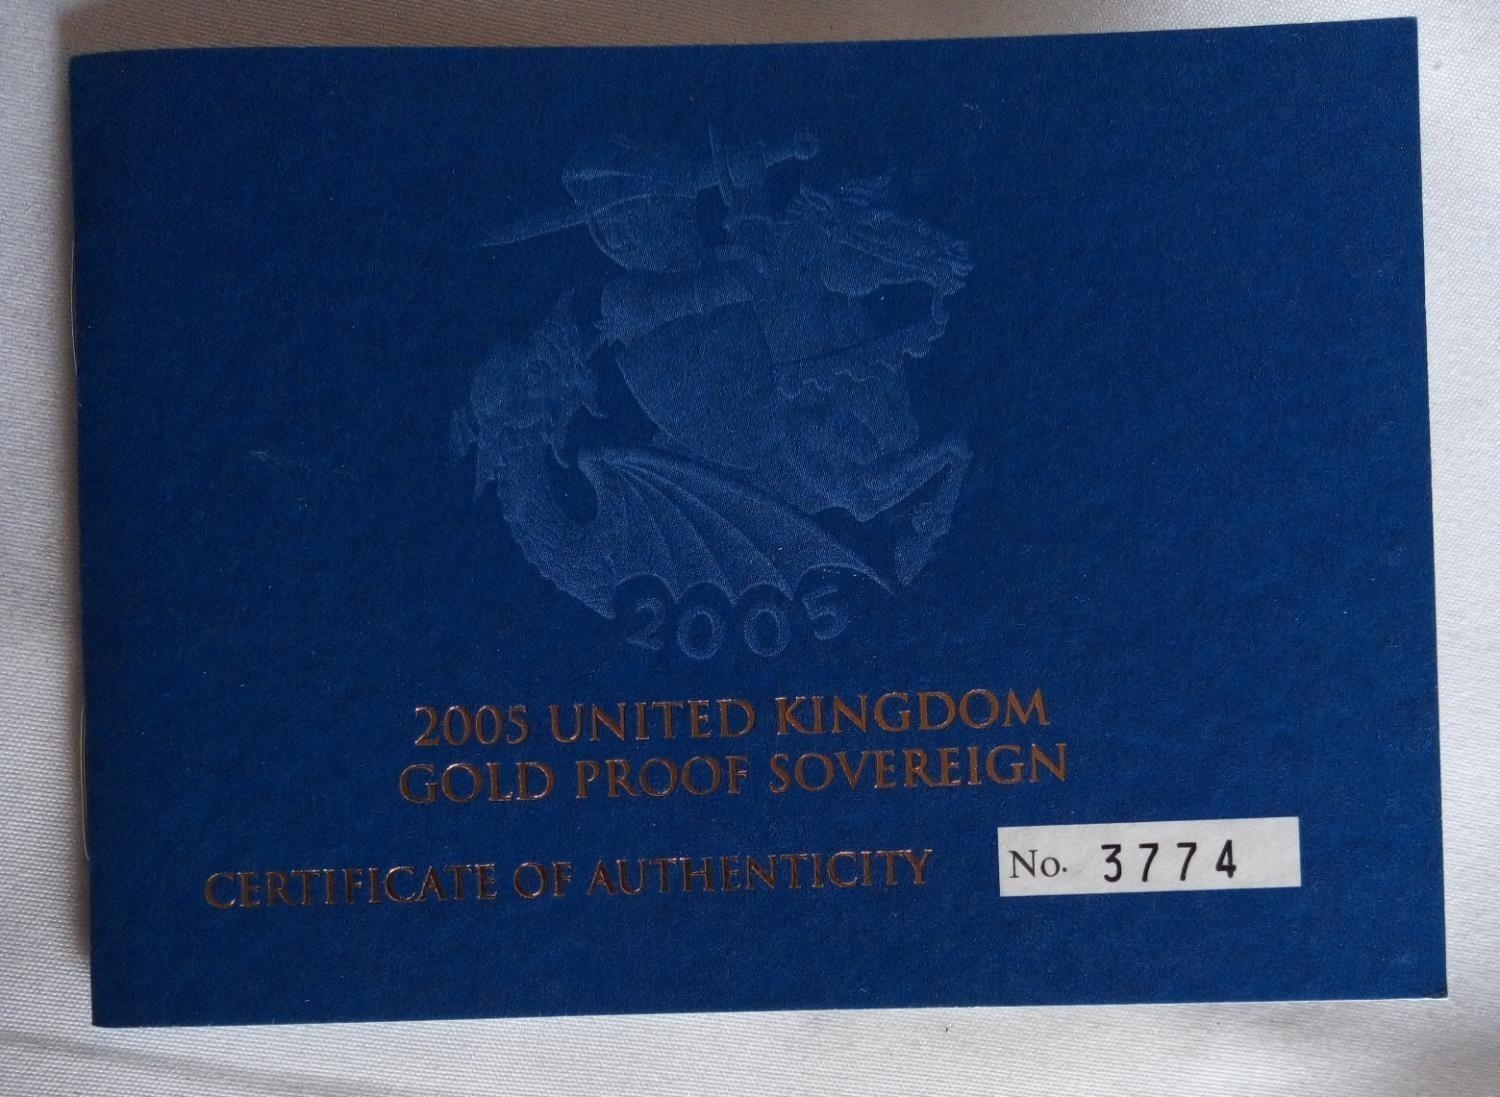 2005
2005 UNITED KINGDOM
GOLD PROOF SOVEREIGN
CERTIFICATE OF AUTHENTICITY
No. 3774